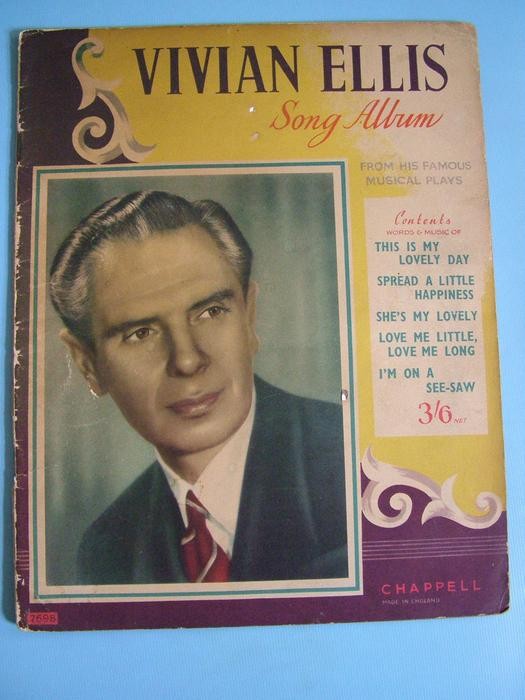 VIVIAN ELLIS
Song Album
FROM HIS FAMOUS
MUSICAL PLAYS
Contents
WORDS & MUSIC OF
THIS IS MY
LOVELY DAY
SPREAD A LITTLE
HAPPINESS
SHE'S MY LOVELY
LOVE ME LITTLE,
LOVE ME LONG
I'M ON A
SEE-SAW
3/6 NET
CHAPPELL
MADE IN ENGLAND
769B